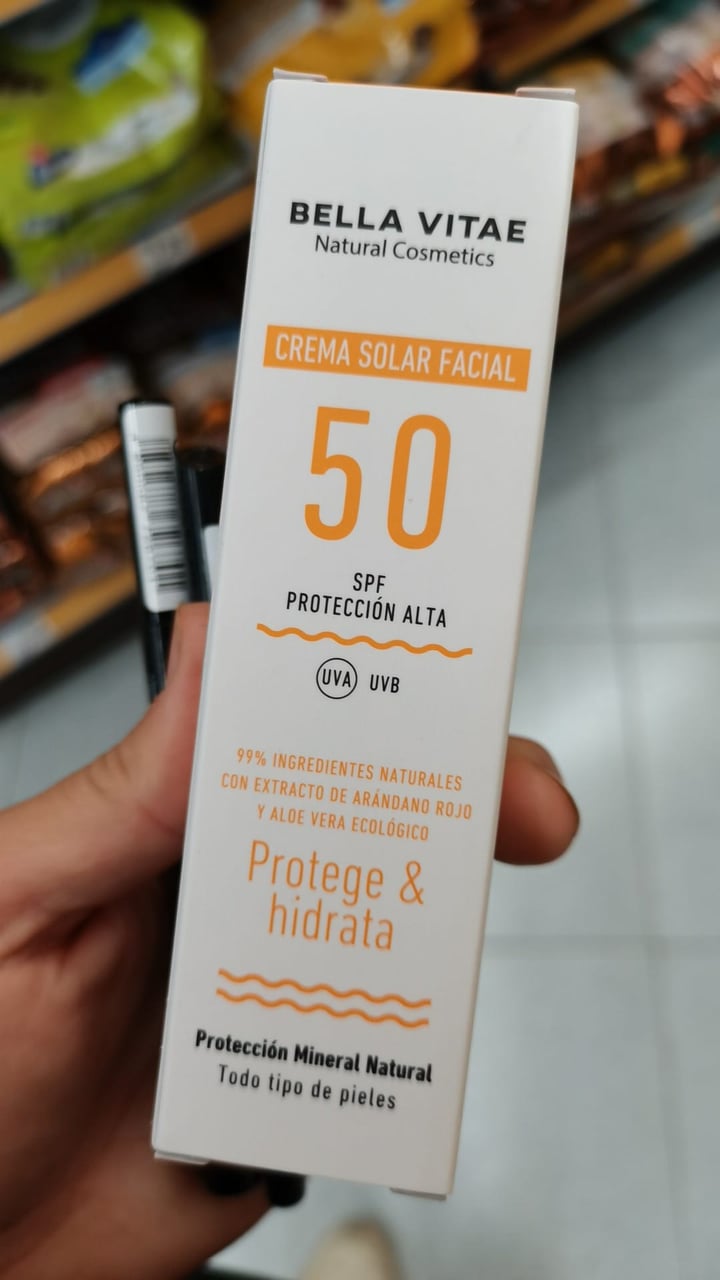 BELLA VITAE
Natural Cosmetics
CREMA SOLAR FACIAL
50
SPF
PROTECCIÓN ALTA
UVA UVB
99% INGREDIENTES NATURALES
CON EXTRACTO DE ARÁNDANO ROJO
Y ALOE VERA ECOLÓGICO
Protege &
hidrata
Protección Mineral Natural
Todo tipo de pieles